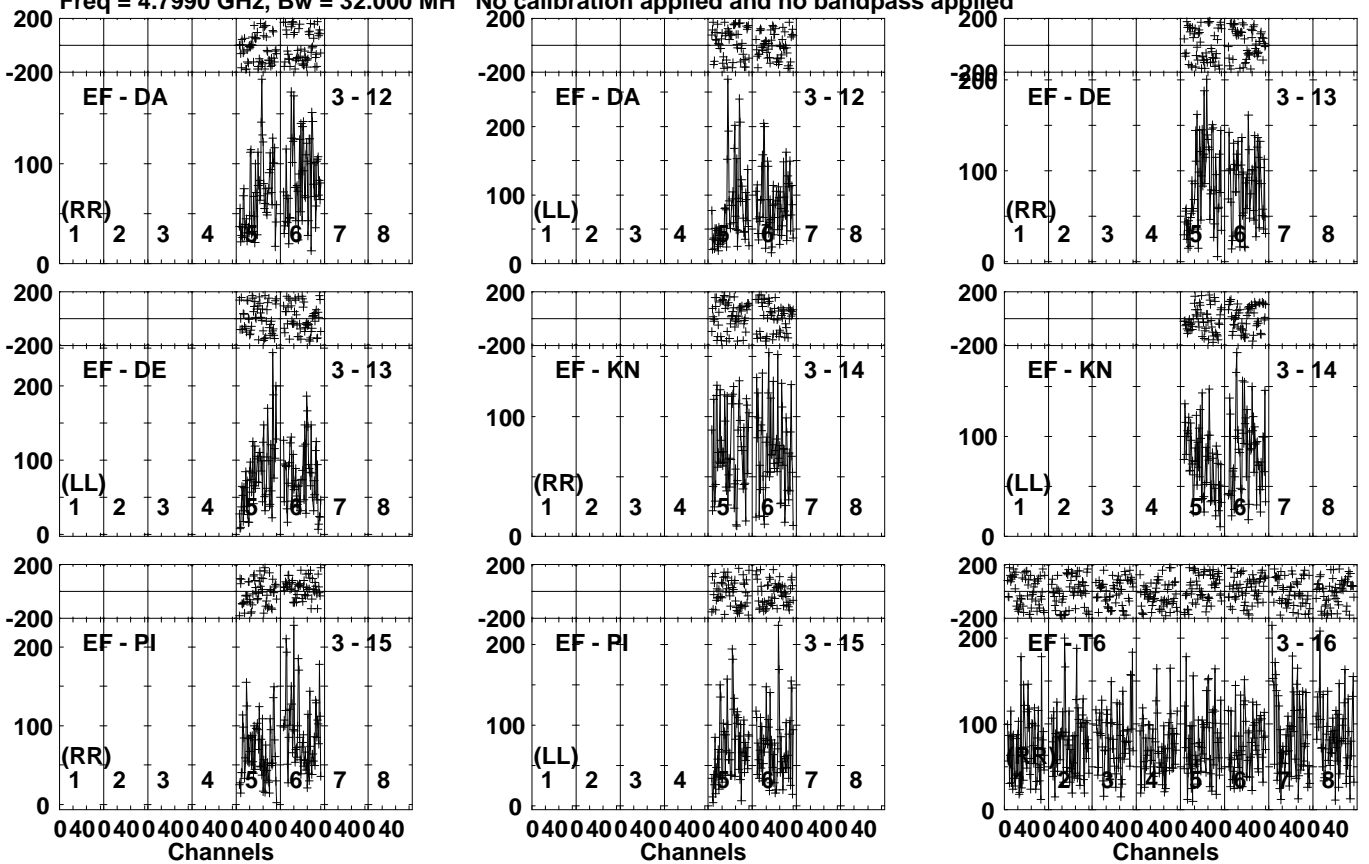 Freq = 4.7990 GHz, Bw = 32.000 MH No calibration applied and no bandpass applied
200
-200
EF - DA 3 - 12
100
(RR)
1 2 3 4 5 6 7 8
0
200
-200
EF - DA 3 - 12
200
100
(LL)
1 2 3 4 5 6 7 8
0
200
-200
200
EF - DE 3 - 13
100
(RR)
1 2 3 4 5 6 7 8
0
200
-200
EF - DE 3 - 13
200
100
(LL)
1 2 3 4 5 6 7 8
0
200
-200
EF - KN 3 - 14
100
(RR)
1 2 3 4 5 6 7 8
0
200
-200
EF - KN 3 - 14
100
(LL)
1 2 3 4 5 6 7 8
0
200
-200
200
EF - PI 3 - 15
100
(RR)
1 2 3 4 5 6 7 8
0
200
-200
EF - PI 3 - 15
200
100
(LL)
1 2 3 4 5 6 7 8
0
200
-200
200
EF - T6 3 - 16
100
(RR)
1 2 3 4 5 6 7 8
0
0 40 0 40 0 40 0 40 0 40 0 40 0 40 0 40
Channels
0 40 0 40 0 40 0 40 0 40 0 40 0 40 0 40
Channels
0 40 0 40 0 40 0 40 0 40 0 40 0 40 0 40
Channels